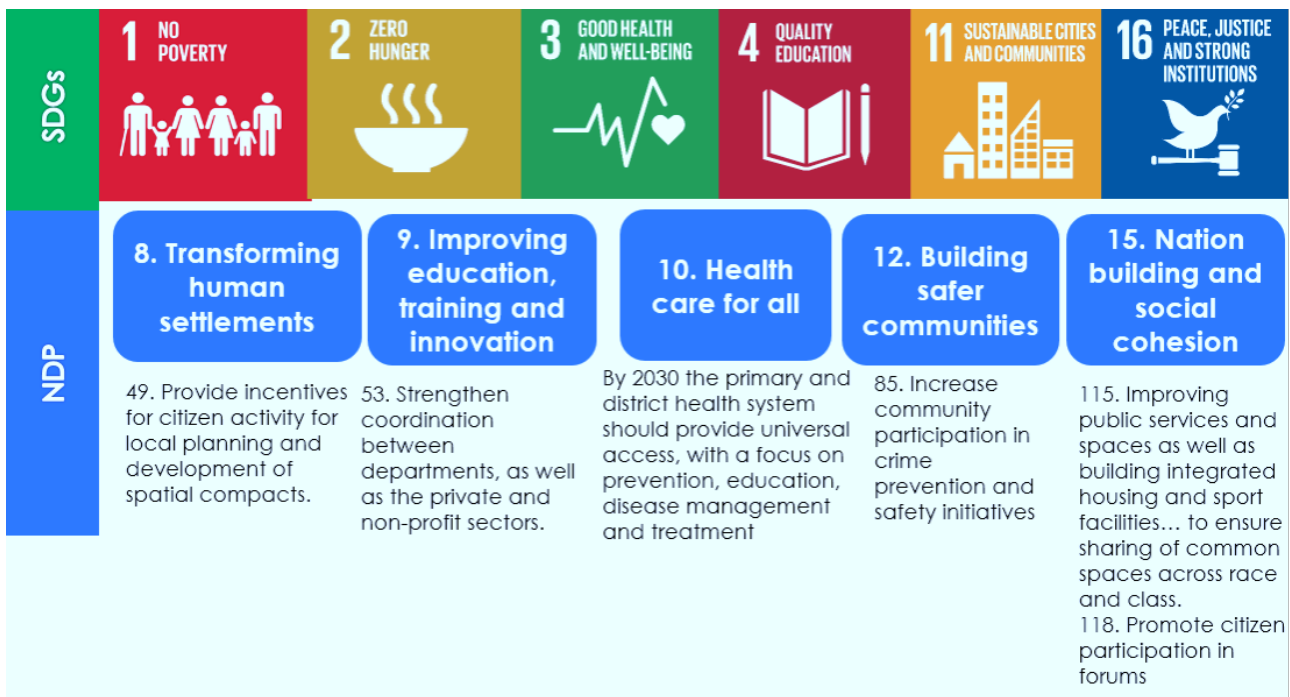 SDGs
1 NO
POVERTY
2 ZERO
HUNGER
3 GOOD HEALTH
AND WELL-BEING
4 QUALITY
EDUCATION
11 SUSTAINABLE CITIES
AND COMMUNITIES
16 PEACE, JUSTICE
AND STRONG
INSTITUTIONS
NDP
8. Transforming
human
settlements
9. Improving
education,
training and
innovation
10. Health
care for all
12. Building
safer
communities
15. Nation
building and
social
cohesion
49. Provide incentives
for citizen activity for
local planning and
development of
spatial compacts.
53. Strengthen
coordination
between
departments, as well
as the private and
non-profit sectors.
By 2030 the primary and
district health system
should provide universal
access, with a focus on
prevention, education,
disease management
and treatment
85. Increase
community
participation in
crime
prevention and
safety initiatives
115. Improving
public services and
spaces as well as
building integrated
housing and sport
facilities... to ensure
sharing of common
spaces across race
and class.
118. Promote citizen
participation in
forums